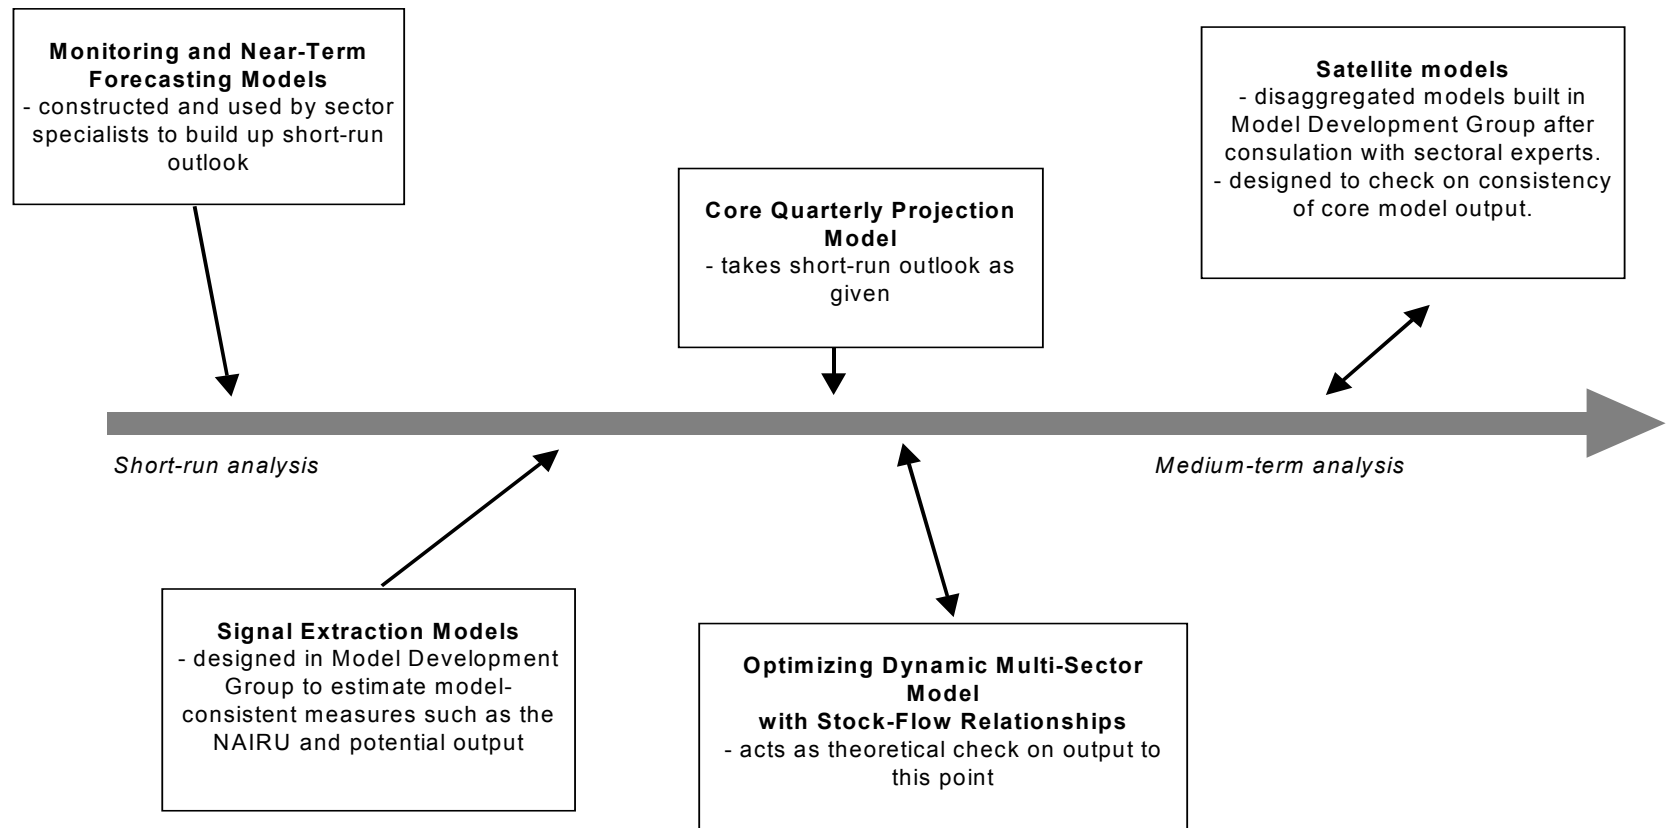 Monitoring and Near-Term
Forecasting Models
- constructed and used by sector
specialists to build up short-run
outlook
Satellite models
- disaggregated models built in
Model Development Group after
consulation with sectoral experts.
- designed to check on consistency
of core model output.
Core Quarterly Projection
Model
- takes short-run outlook as
given
Short-run analysis
Medium-term analysis
Signal Extraction Models
- designed in Model Development
Group to estimate model-
consistent measures such as the
NAIRU and potential output
Optimizing Dynamic Multi-Sector
Model
with Stock-Flow Relationships
- acts as theoretical check on output to
this point